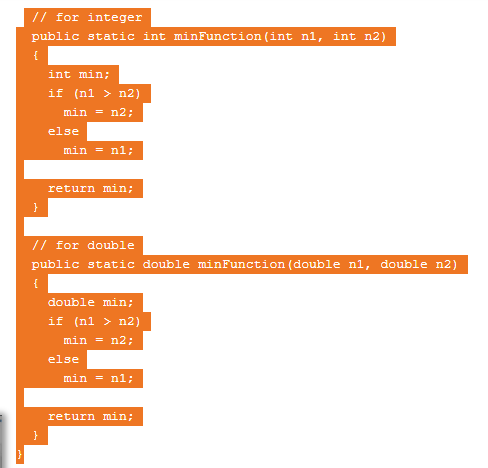 // for integer
public static int minFunction(int n1, int n2)
{
int min;
if (n1 > n2)
min = n2;
else
min = n1;
return min;
}
// for double
public static double minFunction(double n1, double n2)
{
double min;
if (n1 > n2)
min = n2;
else
min = n1;
return min;
}
}